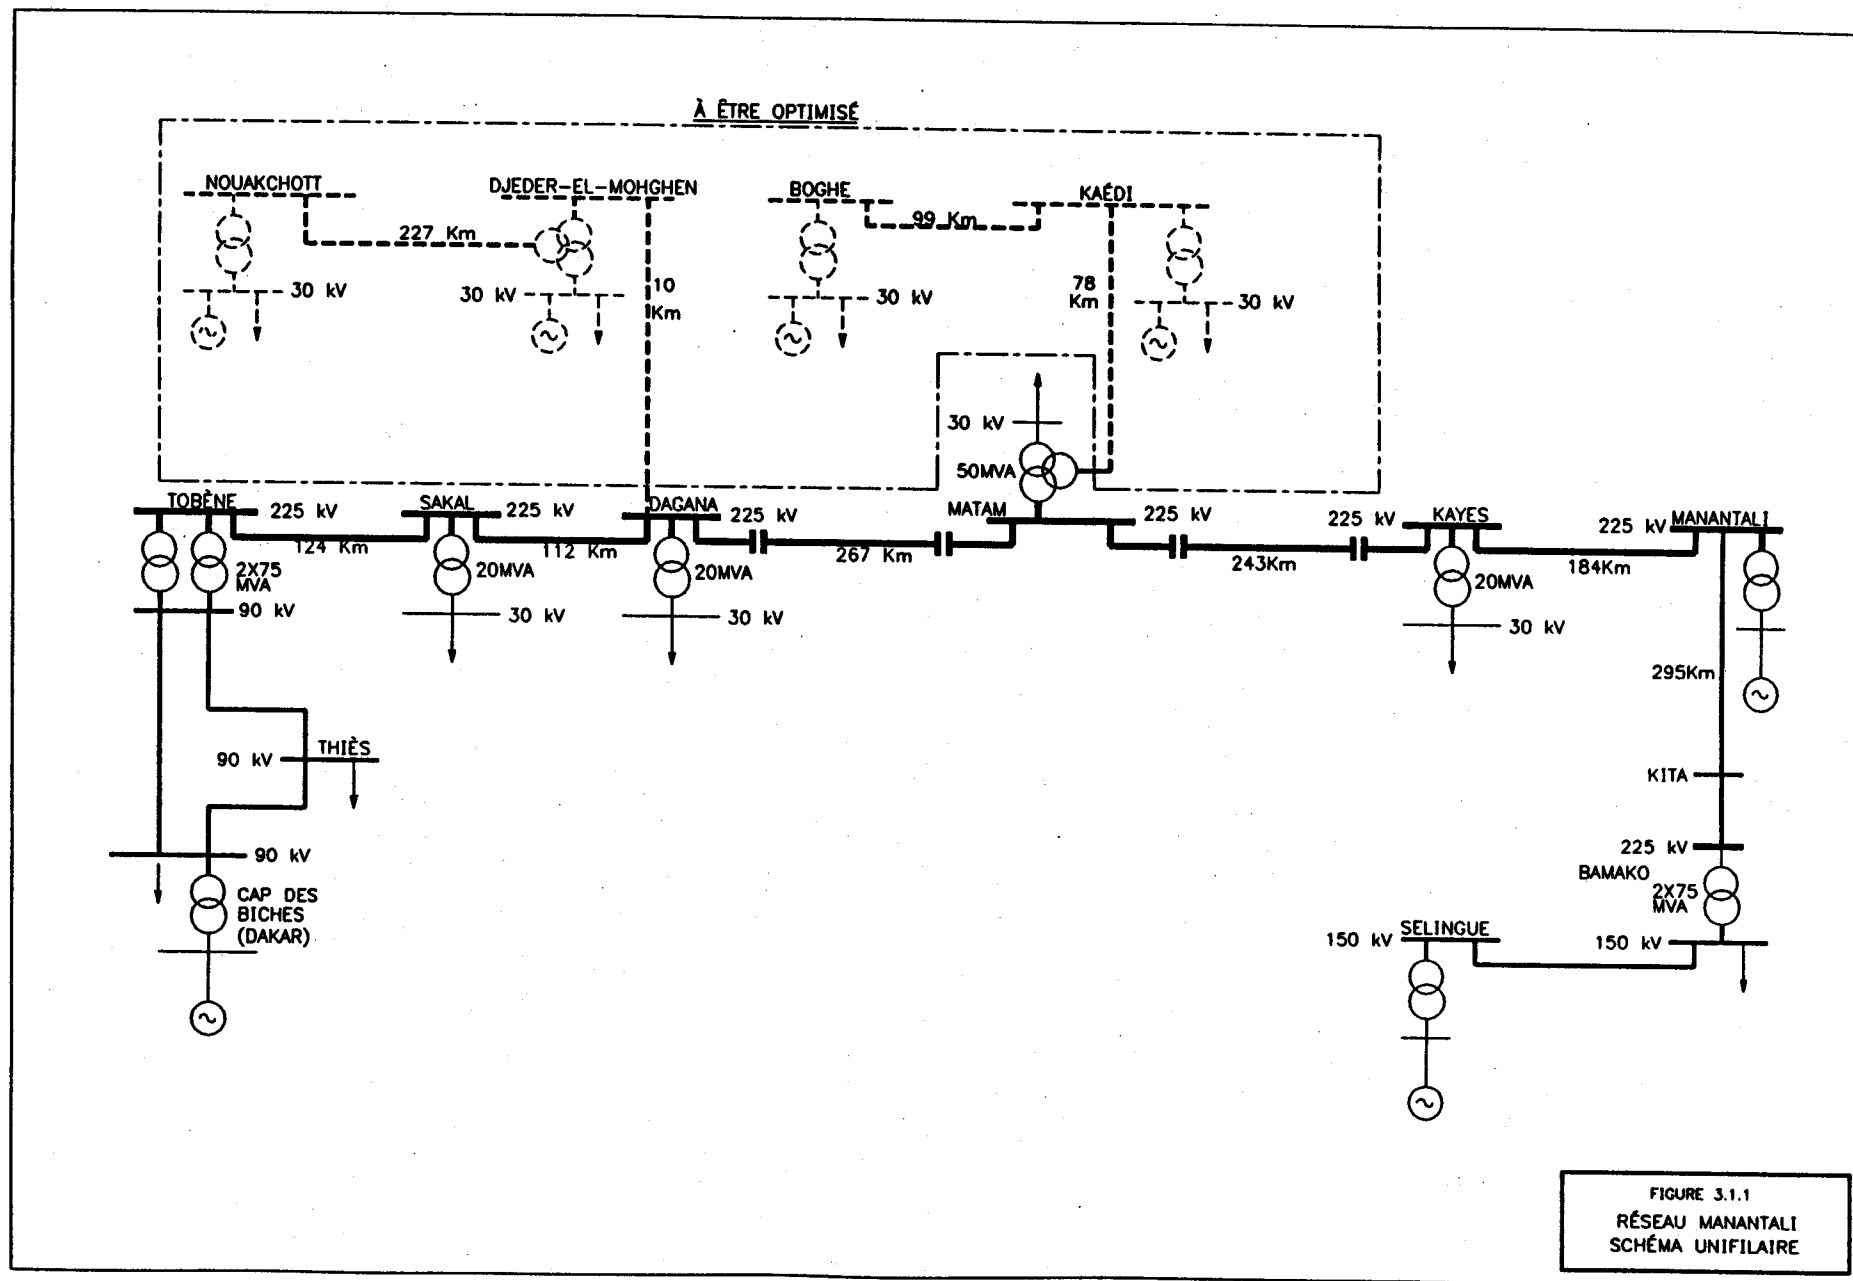 À ÊTRE OPTIMISÉ
NOUAKCHOTT
DJEDER-EL-MOHGHEN
BOGHE
KAÉDI
227 Km
99 Km
10
Km
78
Km
30 kV
30 kV
30 kV
30 kV
30 kV
50MVA
TOBÈNE
225 kV
SAKAL
225 kV
DAGANA
225 kV
MATAM
225 kV
225 kV
KAYES
225 kV
MANANTALI
124 Km
112 Km
267 Km
243Km
184Km
2X75
MVA
20MVA
20MVA
20MVA
90 kV
30 kV
30 kV
30 kV
295Km
90 kV
THIÈS
KITA
90 kV
225 kV
BAMAKO
2X75
MVA
CAP DES
BICHES
(DAKAR)
150 kV
SELINGUE
150 kV
FIGURE 3.1.1
RÉSEAU MANANTALI
SCHÉMA UNIFILAIRE